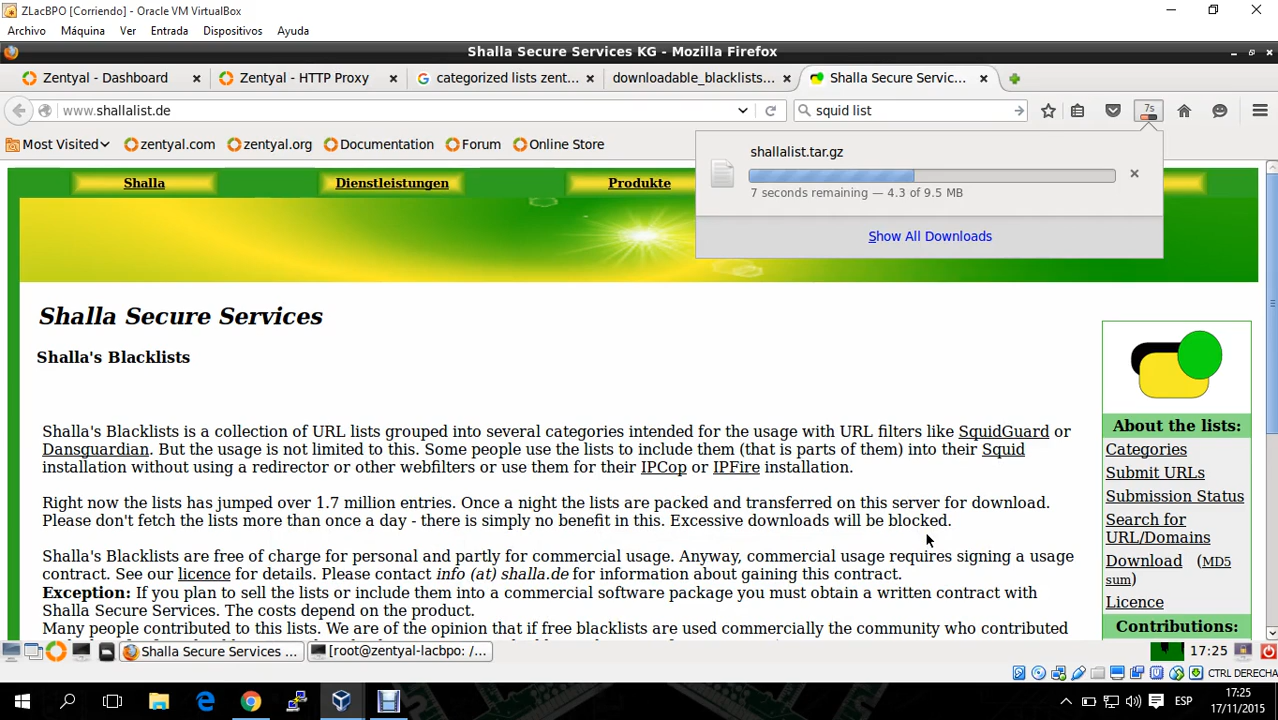 ZLacBPO [Corriendo] - Oracle VM VirtualBox
Archivo Máquina Ver Entrada Dispositivos Ayuda
Shalla Secure Services KG - Mozilla Firefox
Zentyal - Dashboard Zentyal - HTTP Proxy categorized lists zent... downloadable_blacklists... Shalla Secure Servic...
www.shallalist.de squid list 7s
Most Visited zentyal.com zentyal.org Documentation Forum Online Store
shallalist.tar.gz
7 seconds remaining — 4.3 of 9.5 MB
Show All Downloads
Shalla Dienstleistungen Produkte
Shalla Secure Services
Shalla's Blacklists
Shalla's Blacklists is a collection of URL lists grouped into several categories intended for the usage with URL filters like SquidGuard or
Dansguardian. But the usage is not limited to this. Some people use the lists to include them (that is parts of them) into their Squid
installation without using a redirector or other webfilters or use them for their IPCop or IPFire installation.
Right now the lists has jumped over 1.7 million entries. Once a night the lists are packed and transferred on this server for download.
Please don't fetch the lists more than once a day - there is simply no benefit in this. Excessive downloads will be blocked.
Shalla's Blacklists are free of charge for personal and partly for commercial usage. Anyway, commercial usage requires signing a usage
contract. See our licence for details. Please contact info (at) shalla.de for information about gaining this contract.
Exception: If you plan to sell the lists or include them into a commercial software package you must obtain a written contract with
Shalla Secure Services. The costs depend on the product.
Many people contributed to this lists. We are of the opinion that if free blacklists are used commercially the community who contributed
About the lists:
Categories
Submit URLs
Submission Status
Search for
URL/Domains
Download (MD5
sum)
Licence
Contributions:
Shalla Secure Services ... [root@zentyal-lacbpo: /... 17:25
CTRL DERECHA
ESP 17:25
17/11/2015